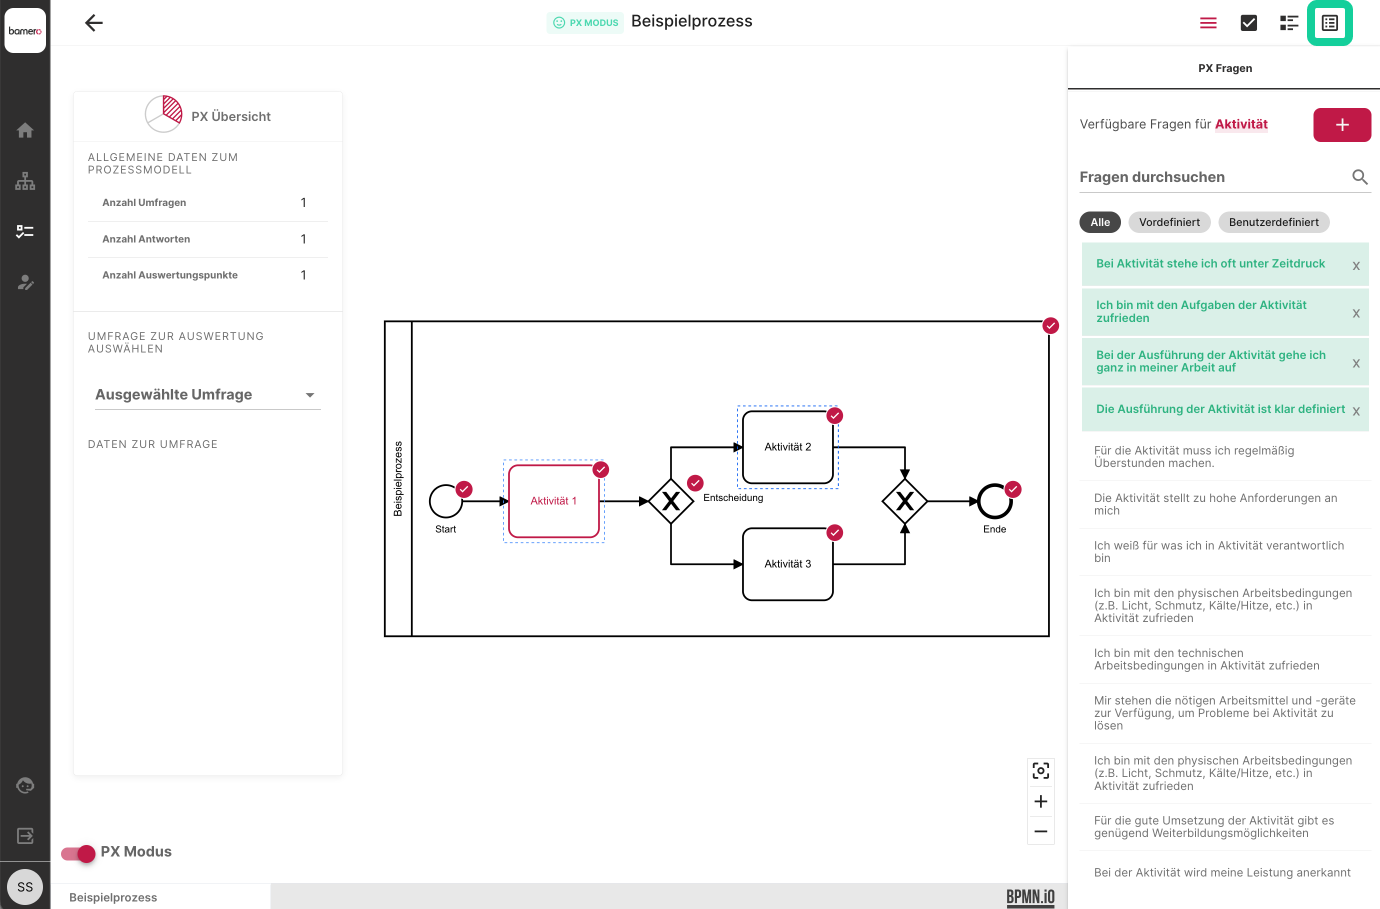 barnero
PX MODUS
Beispielprozess
PX Übersicht
ALLGEMEINE DATEN ZUM
PROZESSMODELL
Anzahl Umfragen 1
Anzahl Antworten 1
Anzahl Auswertungspunkte 1
UMFRAGE ZUR AUSWERTUNG
AUSWÄHLEN
Ausgewählte Umfrage
DATEN ZUR UMFRAGE
Beispielprozess
Start
Aktivität 1
X
Entscheidung
Aktivität 2
Aktivität 3
X
Ende
PX Fragen
Verfügbare Fragen für Aktivität
+
Fragen durchsuchen
Alle Vordefiniert Benutzerdefiniert
Bei Aktivität stehe ich oft unter Zeitdruck x
Ich bin mit den Aufgaben der Aktivität
zufrieden x
Bei der Ausführung der Aktivität gehe ich
ganz in meiner Arbeit auf x
Die Ausführung der Aktivität ist klar definiert x
Für die Aktivität muss ich regelmäßig
Überstunden machen.
Die Aktivität stellt zu hohe Anforderungen an
mich
Ich weiß für was ich in Aktivität verantwortlich
bin
Ich bin mit den physischen Arbeitsbedingungen
(z.B. Licht, Schmutz, Kälte/Hitze, etc.) in
Aktivität zufrieden
Ich bin mit den technischen
Arbeitsbedingungen in Aktivität zufrieden
Mir stehen die nötigen Arbeitsmittel und -geräte
zur Verfügung, um Probleme bei Aktivität zu
lösen
Ich bin mit den physischen Arbeitsbedingungen
(z.B. Licht, Schmutz, Kälte/Hitze, etc.) in
Aktivität zufrieden
Für die gute Umsetzung der Aktivität gibt es
genügend Weiterbildungsmöglichkeiten
Bei der Aktivität wird meine Leistung anerkannt
+
−
PX Modus
SS
Beispielprozess
BPMN.iO